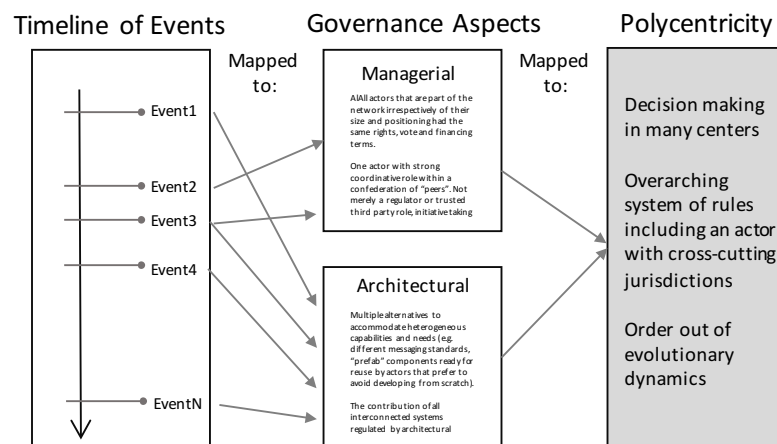 Timeline of Events
Governance Aspects
Polycentricity
Mapped
to:
Mapped
to:
Event1
Event2
Event3
Event4
EventN
Managerial
AlAll actors that are part of the
network irrespectively of their
size and positioning had the
same rights, vote and financing
terms.
One actor with strong
coordinative role within a
confederation of “peers”. Not
merely a regulator or trusted
third party role, initiative taking
Architectural
Multiple alternatives to
accommodate heterogeneous
capabilities and needs (e.g.
different messaging standards,
“prefab” components ready for
reuse by actors that prefer to
avoid developing from scratch).
The contribution of all
interconnected systems
regulated by architectural
Decision making
in many centers
Overarching
system of rules
including an actor
with cross-cutting
jurisdictions
Order out of
evolutionary
dynamics